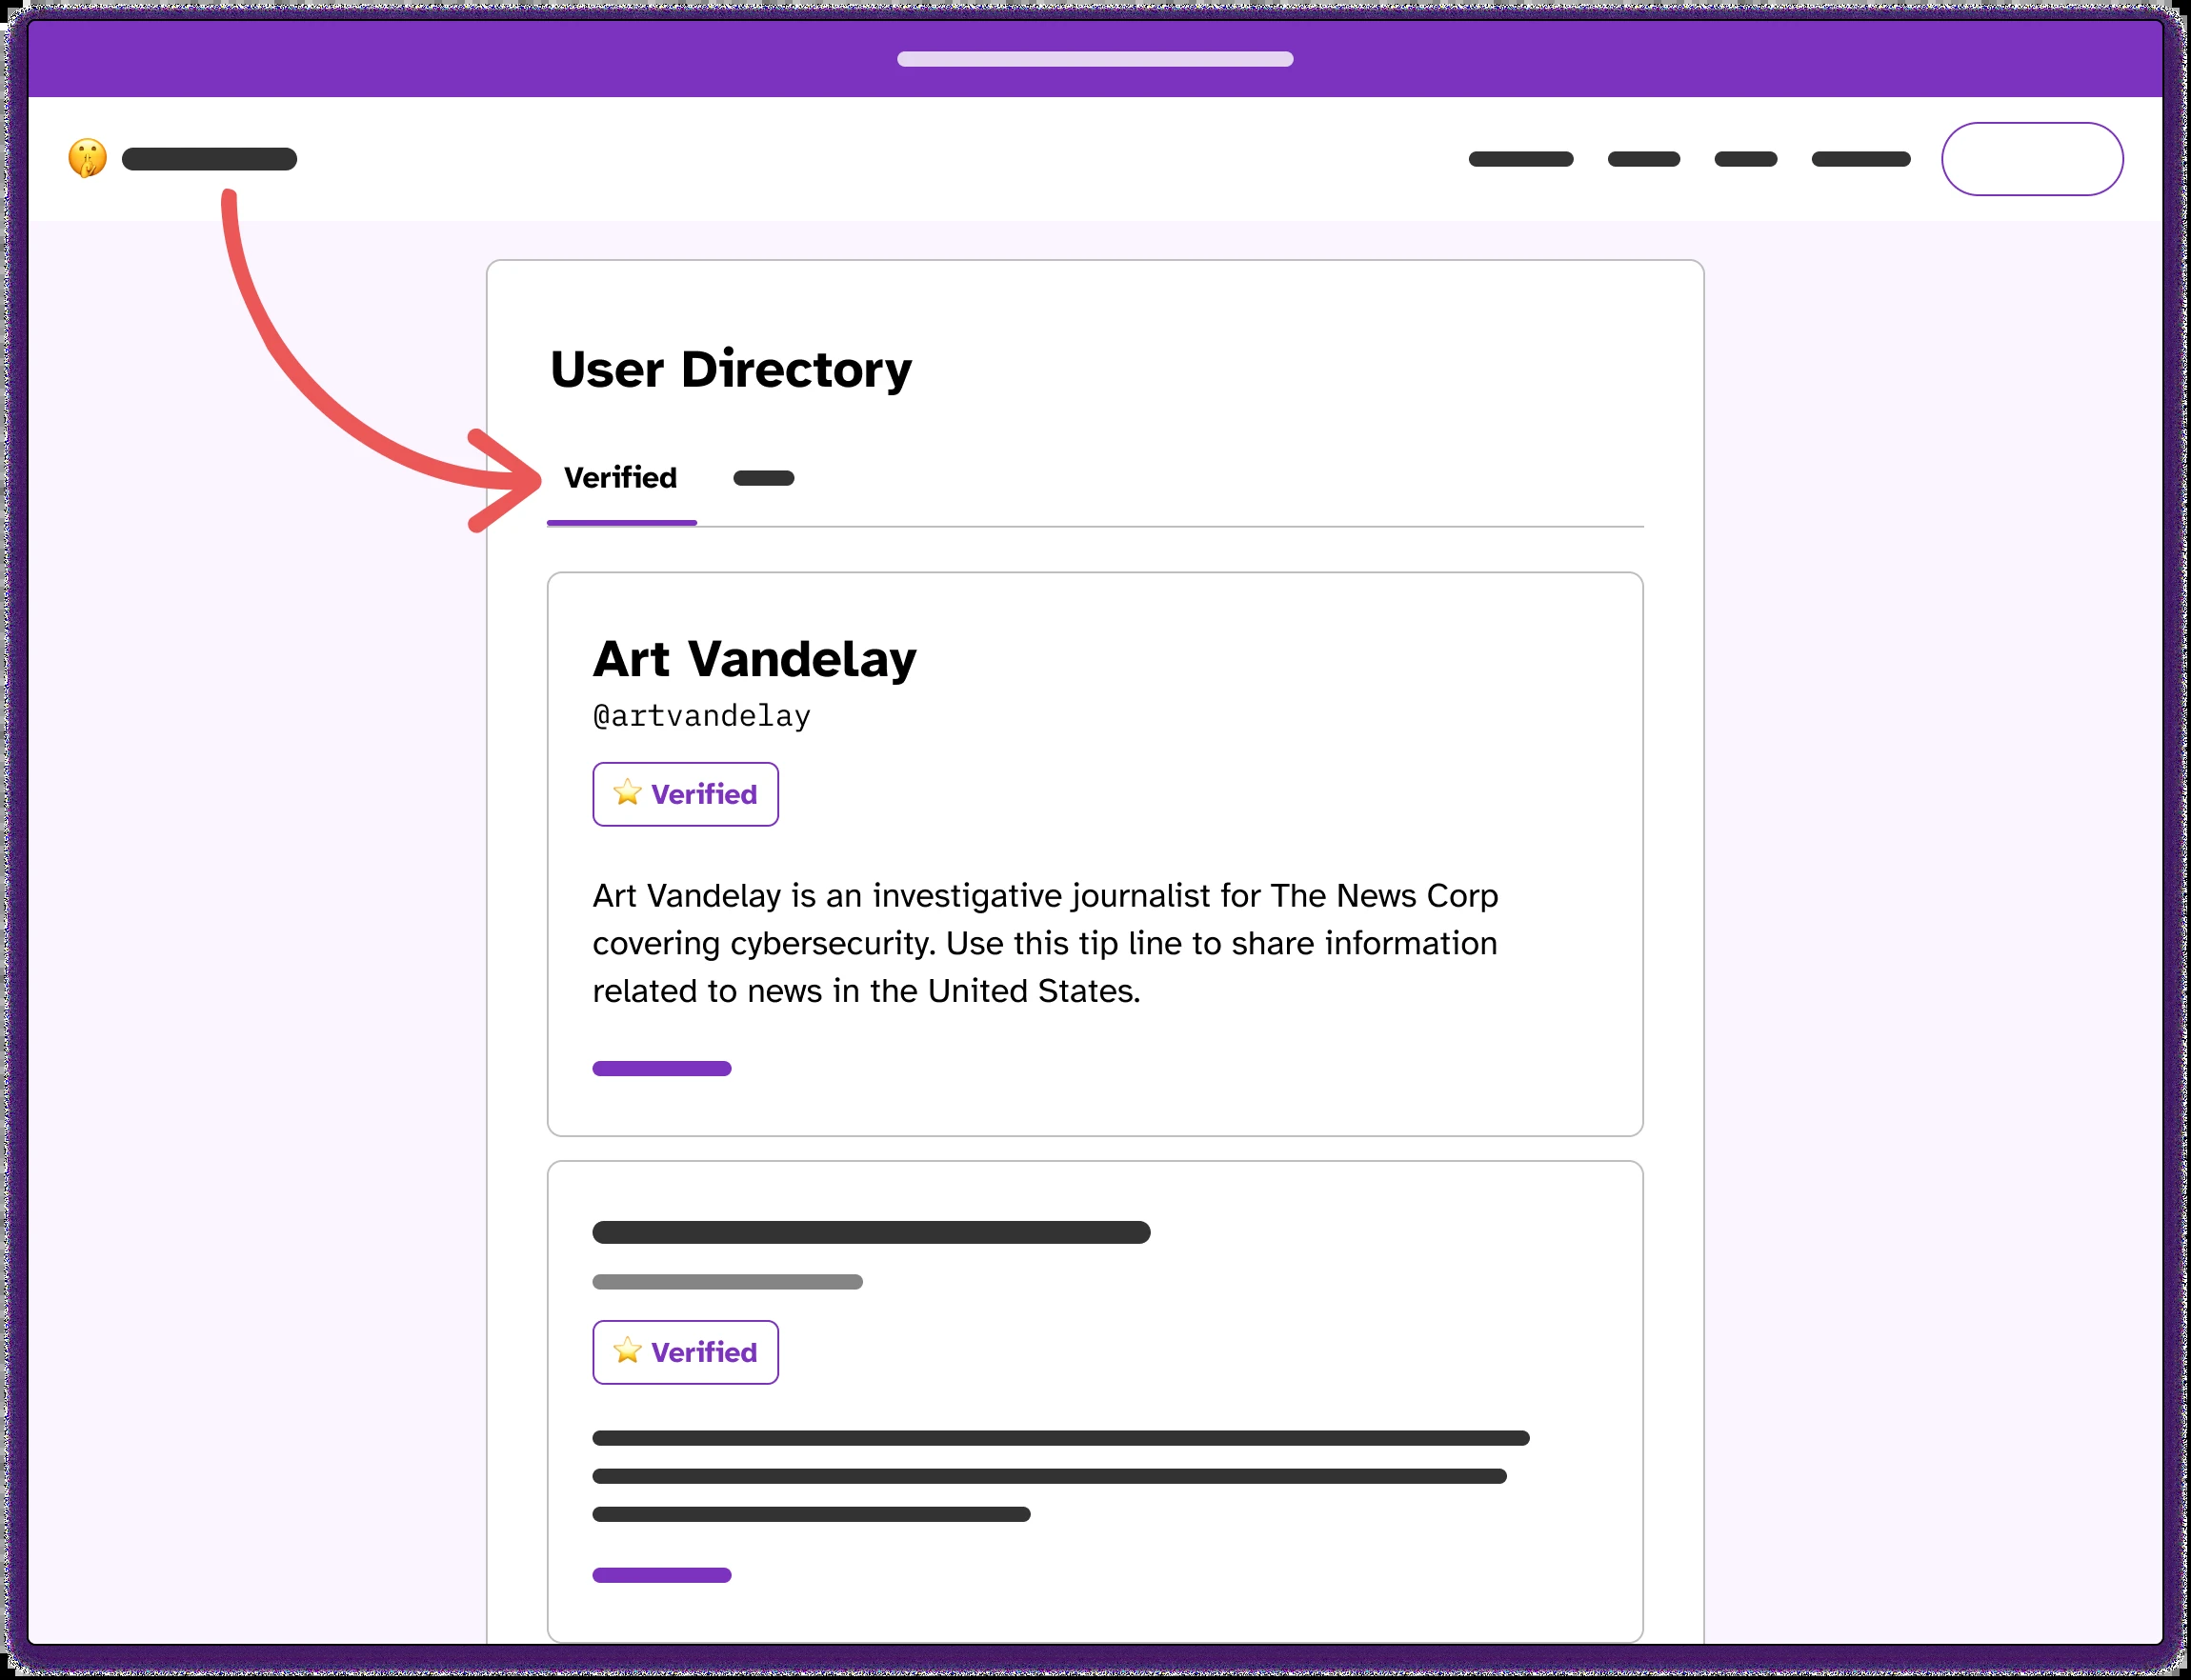 User Directory
Verified
Art Vandelay
@artvandelay
⭐ Verified
Art Vandelay is an investigative journalist for The News Corp
covering cybersecurity. Use this tip line to share information
related to news in the United States.
⭐ Verified